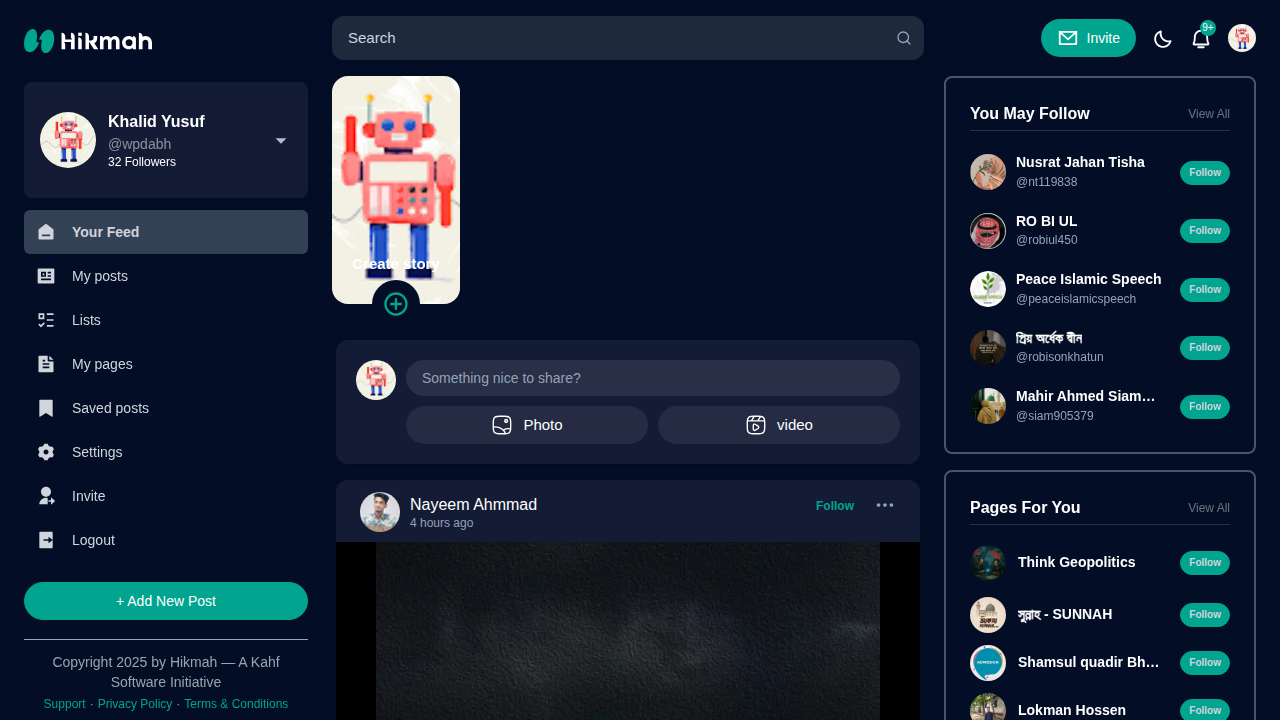 Hikmah
Search
Invite
9+
Khalid Yusuf
@wpdabh
32 Followers
Your Feed
My posts
Lists
My pages
Saved posts
Settings
Invite
Logout
+ Add New Post
Copyright 2025 by Hikmah — A Kahf
Software Initiative
Support · Privacy Policy · Terms & Conditions
Create story
Something nice to share?
Photo
video
Nayeem Ahmmad
4 hours ago
Follow
You May Follow
View All
Nusrat Jahan Tisha
@nt119838
Follow
RO BI UL
@robiul450
Follow
Peace Islamic Speech
@peaceislamicspeech
Follow
প্রিয় অর্ধেক দ্বীন
@robisonkhatun
Follow
Mahir Ahmed Siam…
@siam905379
Follow
Pages For You
View All
Think Geopolitics
Follow
সুন্নাহ - SUNNAH
Follow
Shamsul quadir Bh…
Follow
Lokman Hossen
Follow